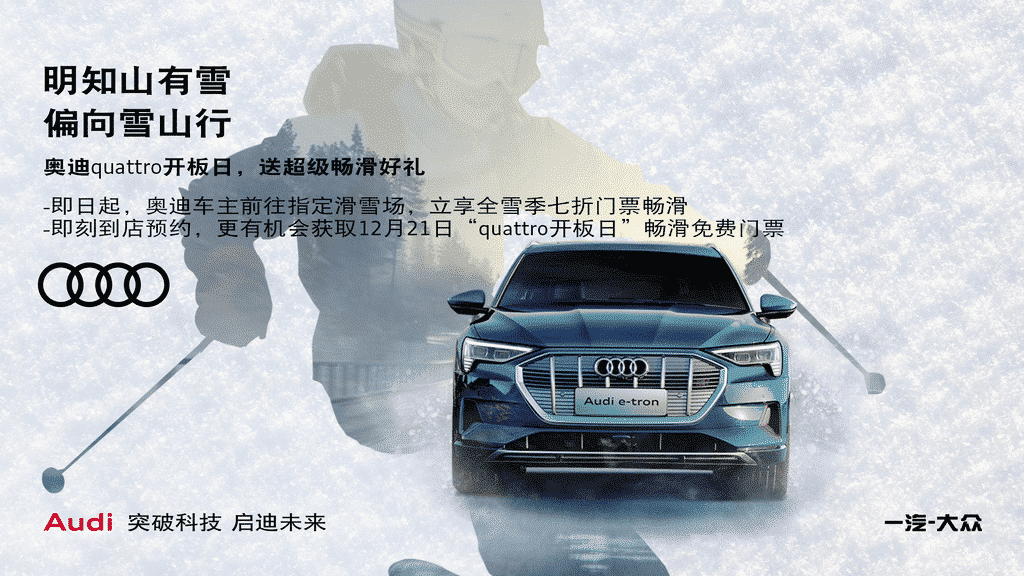 明知山有雪
偏向雪山行
奥迪quattro开板日，送超级畅滑好礼
-即日起，奥迪车主前往指定滑雪场，立享全雪季七折门票畅滑
-即刻到店预约，更有机会获取12月21日“quattro开板日”畅滑免费门票
Audi e-tron
Audi 突破科技 启迪未来
一汽-大众